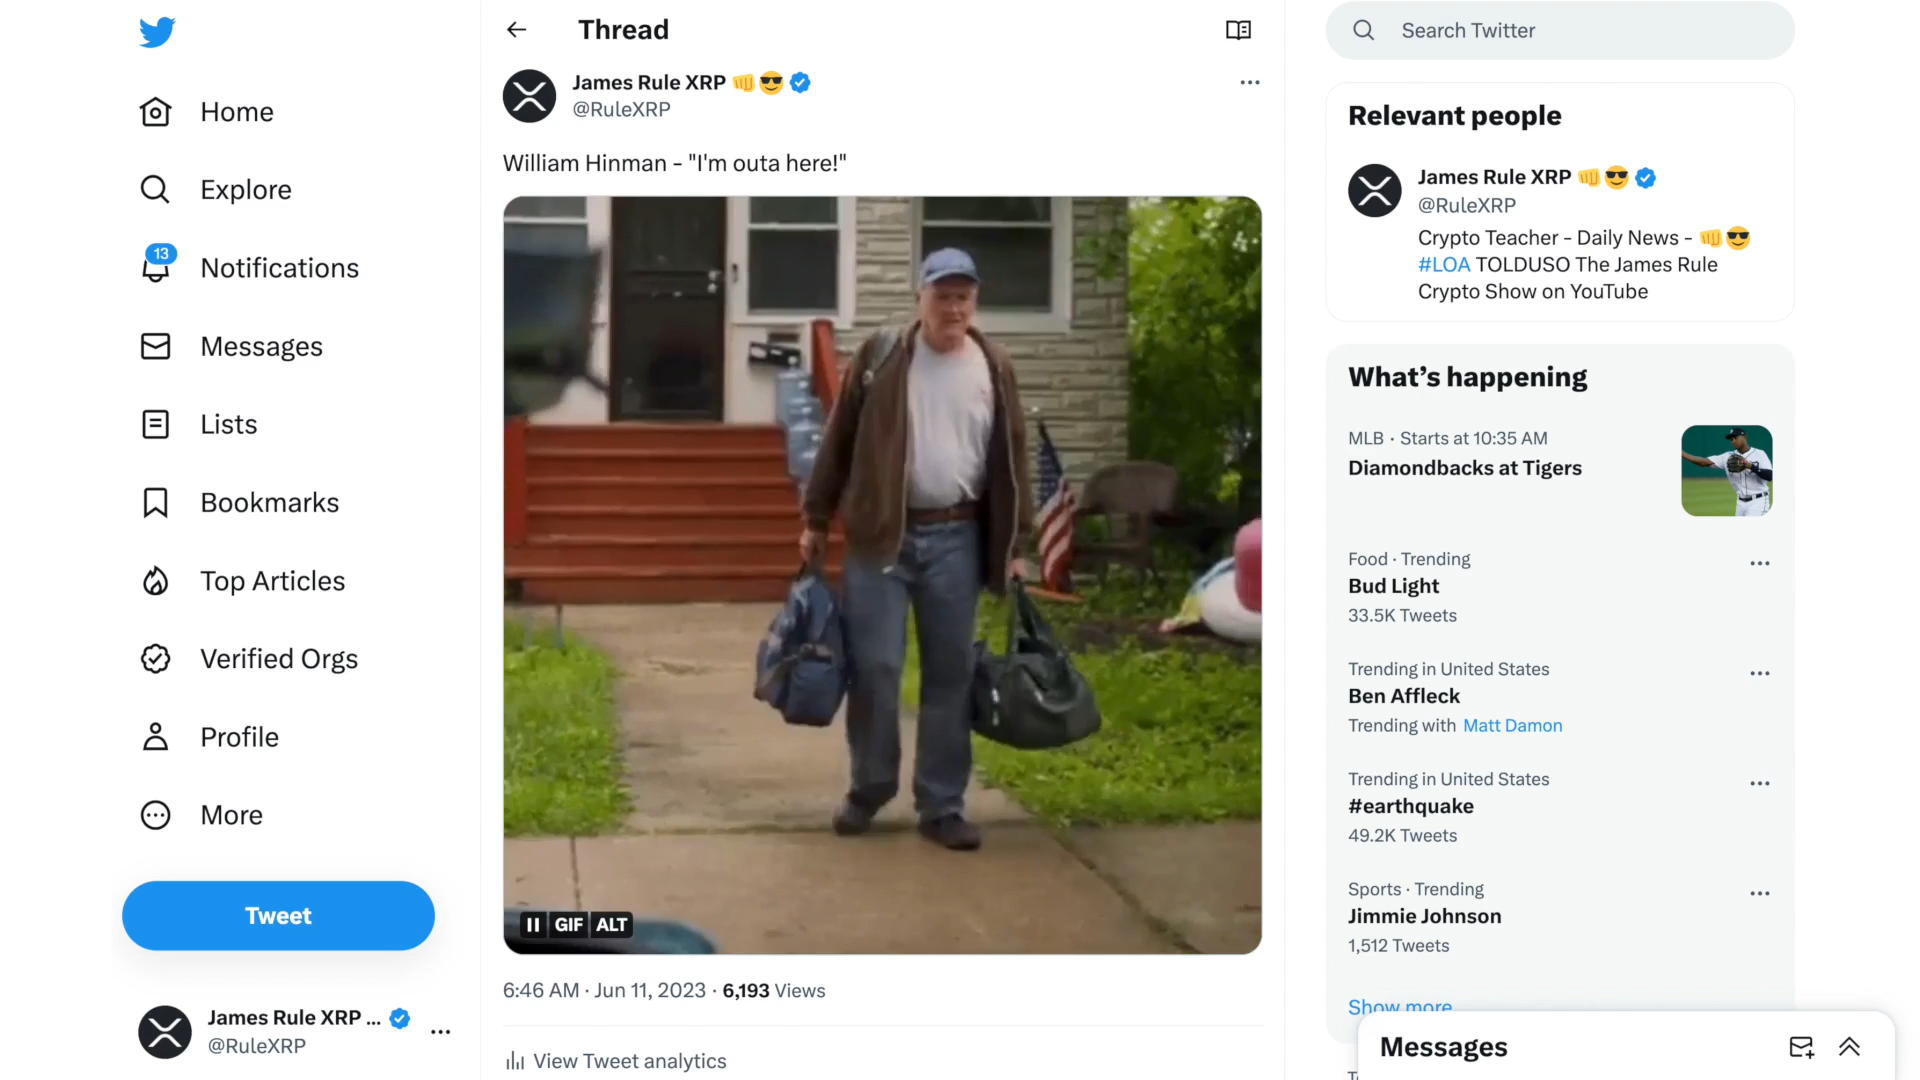 Home
Explore
13
Notifications
Messages
Lists
Bookmarks
Top Articles
Verified Orgs
Profile
More
Tweet
James Rule XRP ...
@RuleXRP
Thread
James Rule XRP 👊😎
@RuleXRP
William Hinman - "I'm outa here!"
GIF ALT
6:46 AM · Jun 11, 2023 · 6,193 Views
View Tweet analytics
Search Twitter
Relevant people
James Rule XRP 👊😎
@RuleXRP
Crypto Teacher - Daily News - 👊😎
#LOA TOLDUSO The James Rule
Crypto Show on YouTube
What's happening
MLB · Starts at 10:35 AM
Diamondbacks at Tigers
Food · Trending
Bud Light
33.5K Tweets
Trending in United States
Ben Affleck
Trending with Matt Damon
Trending in United States
#earthquake
49.2K Tweets
Sports · Trending
Jimmie Johnson
1,512 Tweets
Show more
Messages